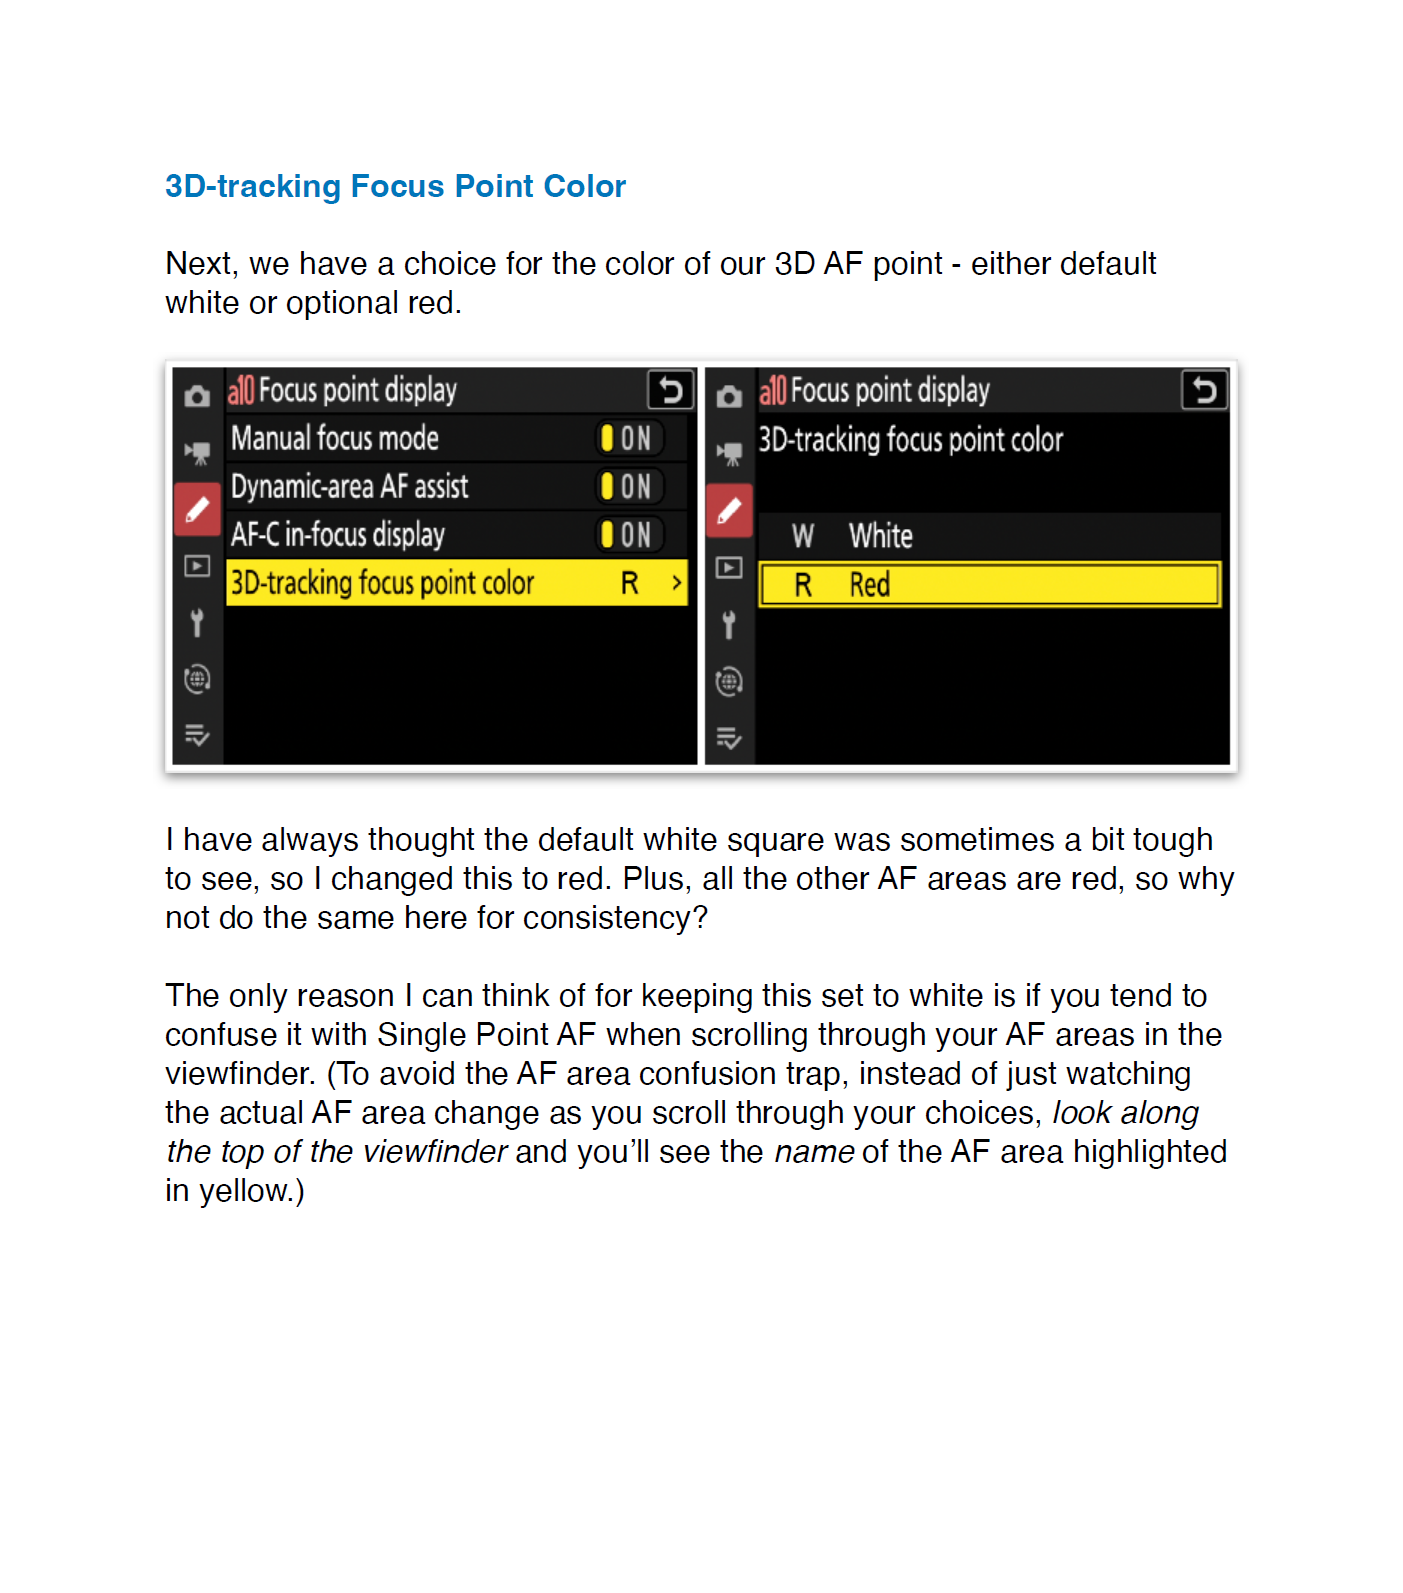 3D-tracking Focus Point Color
Next, we have a choice for the color of our 3D AF point - either default
white or optional red.
a10 Focus point display
Manual focus mode ON
Dynamic-area AF assist ON
AF-C in-focus display ON
3D-tracking focus point color R >
a10 Focus point display
3D-tracking focus point color
W White
R Red
I have always thought the default white square was sometimes a bit tough
to see, so I changed this to red. Plus, all the other AF areas are red, so why
not do the same here for consistency?
The only reason I can think of for keeping this set to white is if you tend to
confuse it with Single Point AF when scrolling through your AF areas in the
viewfinder. (To avoid the AF area confusion trap, instead of just watching
the actual AF area change as you scroll through your choices, look along
the top of the viewfinder and you’ll see the name of the AF area highlighted
in yellow.)